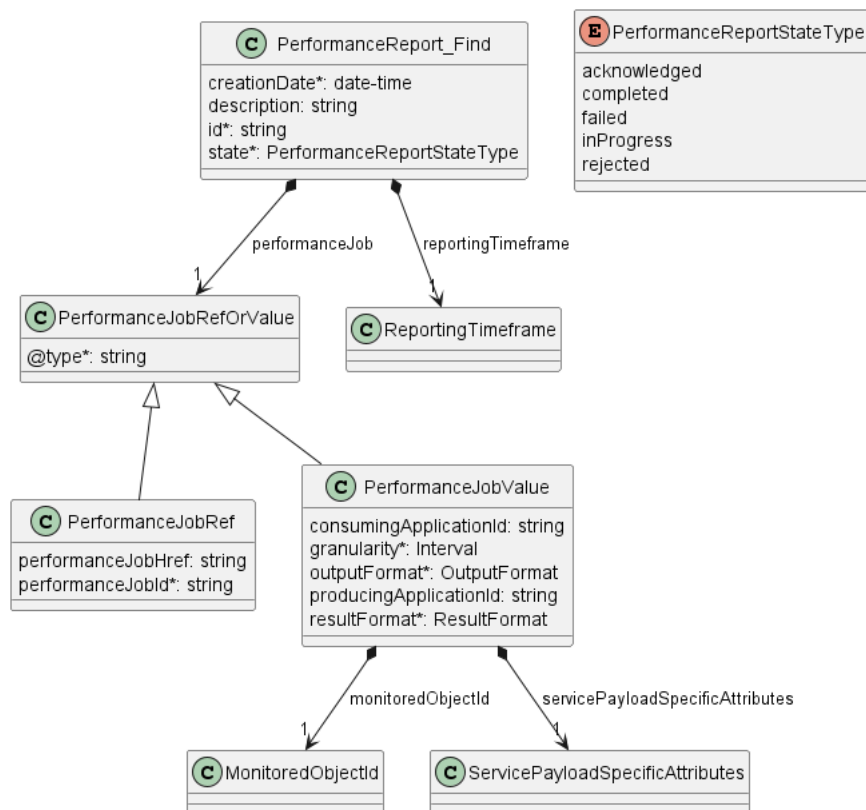 C PerformanceReport_Find
creationDate*: date-time
description: string
id*: string
state*: PerformanceReportStateType
E PerformanceReportStateType
acknowledged
completed
failed
inProgress
rejected
performanceJob
reportingTimeframe
1
1
C PerformanceJobRefOrValue
@type*: string
C ReportingTimeframe
C PerformanceJobRef
performanceJobHref: string
performanceJobId*: string
C PerformanceJobValue
consumingApplicationId: string
granularity*: Interval
outputFormat*: OutputFormat
producingApplicationId: string
resultFormat*: ResultFormat
monitoredObjectId
servicePayloadSpecificAttributes
1
1
C MonitoredObjectId
C ServicePayloadSpecificAttributes